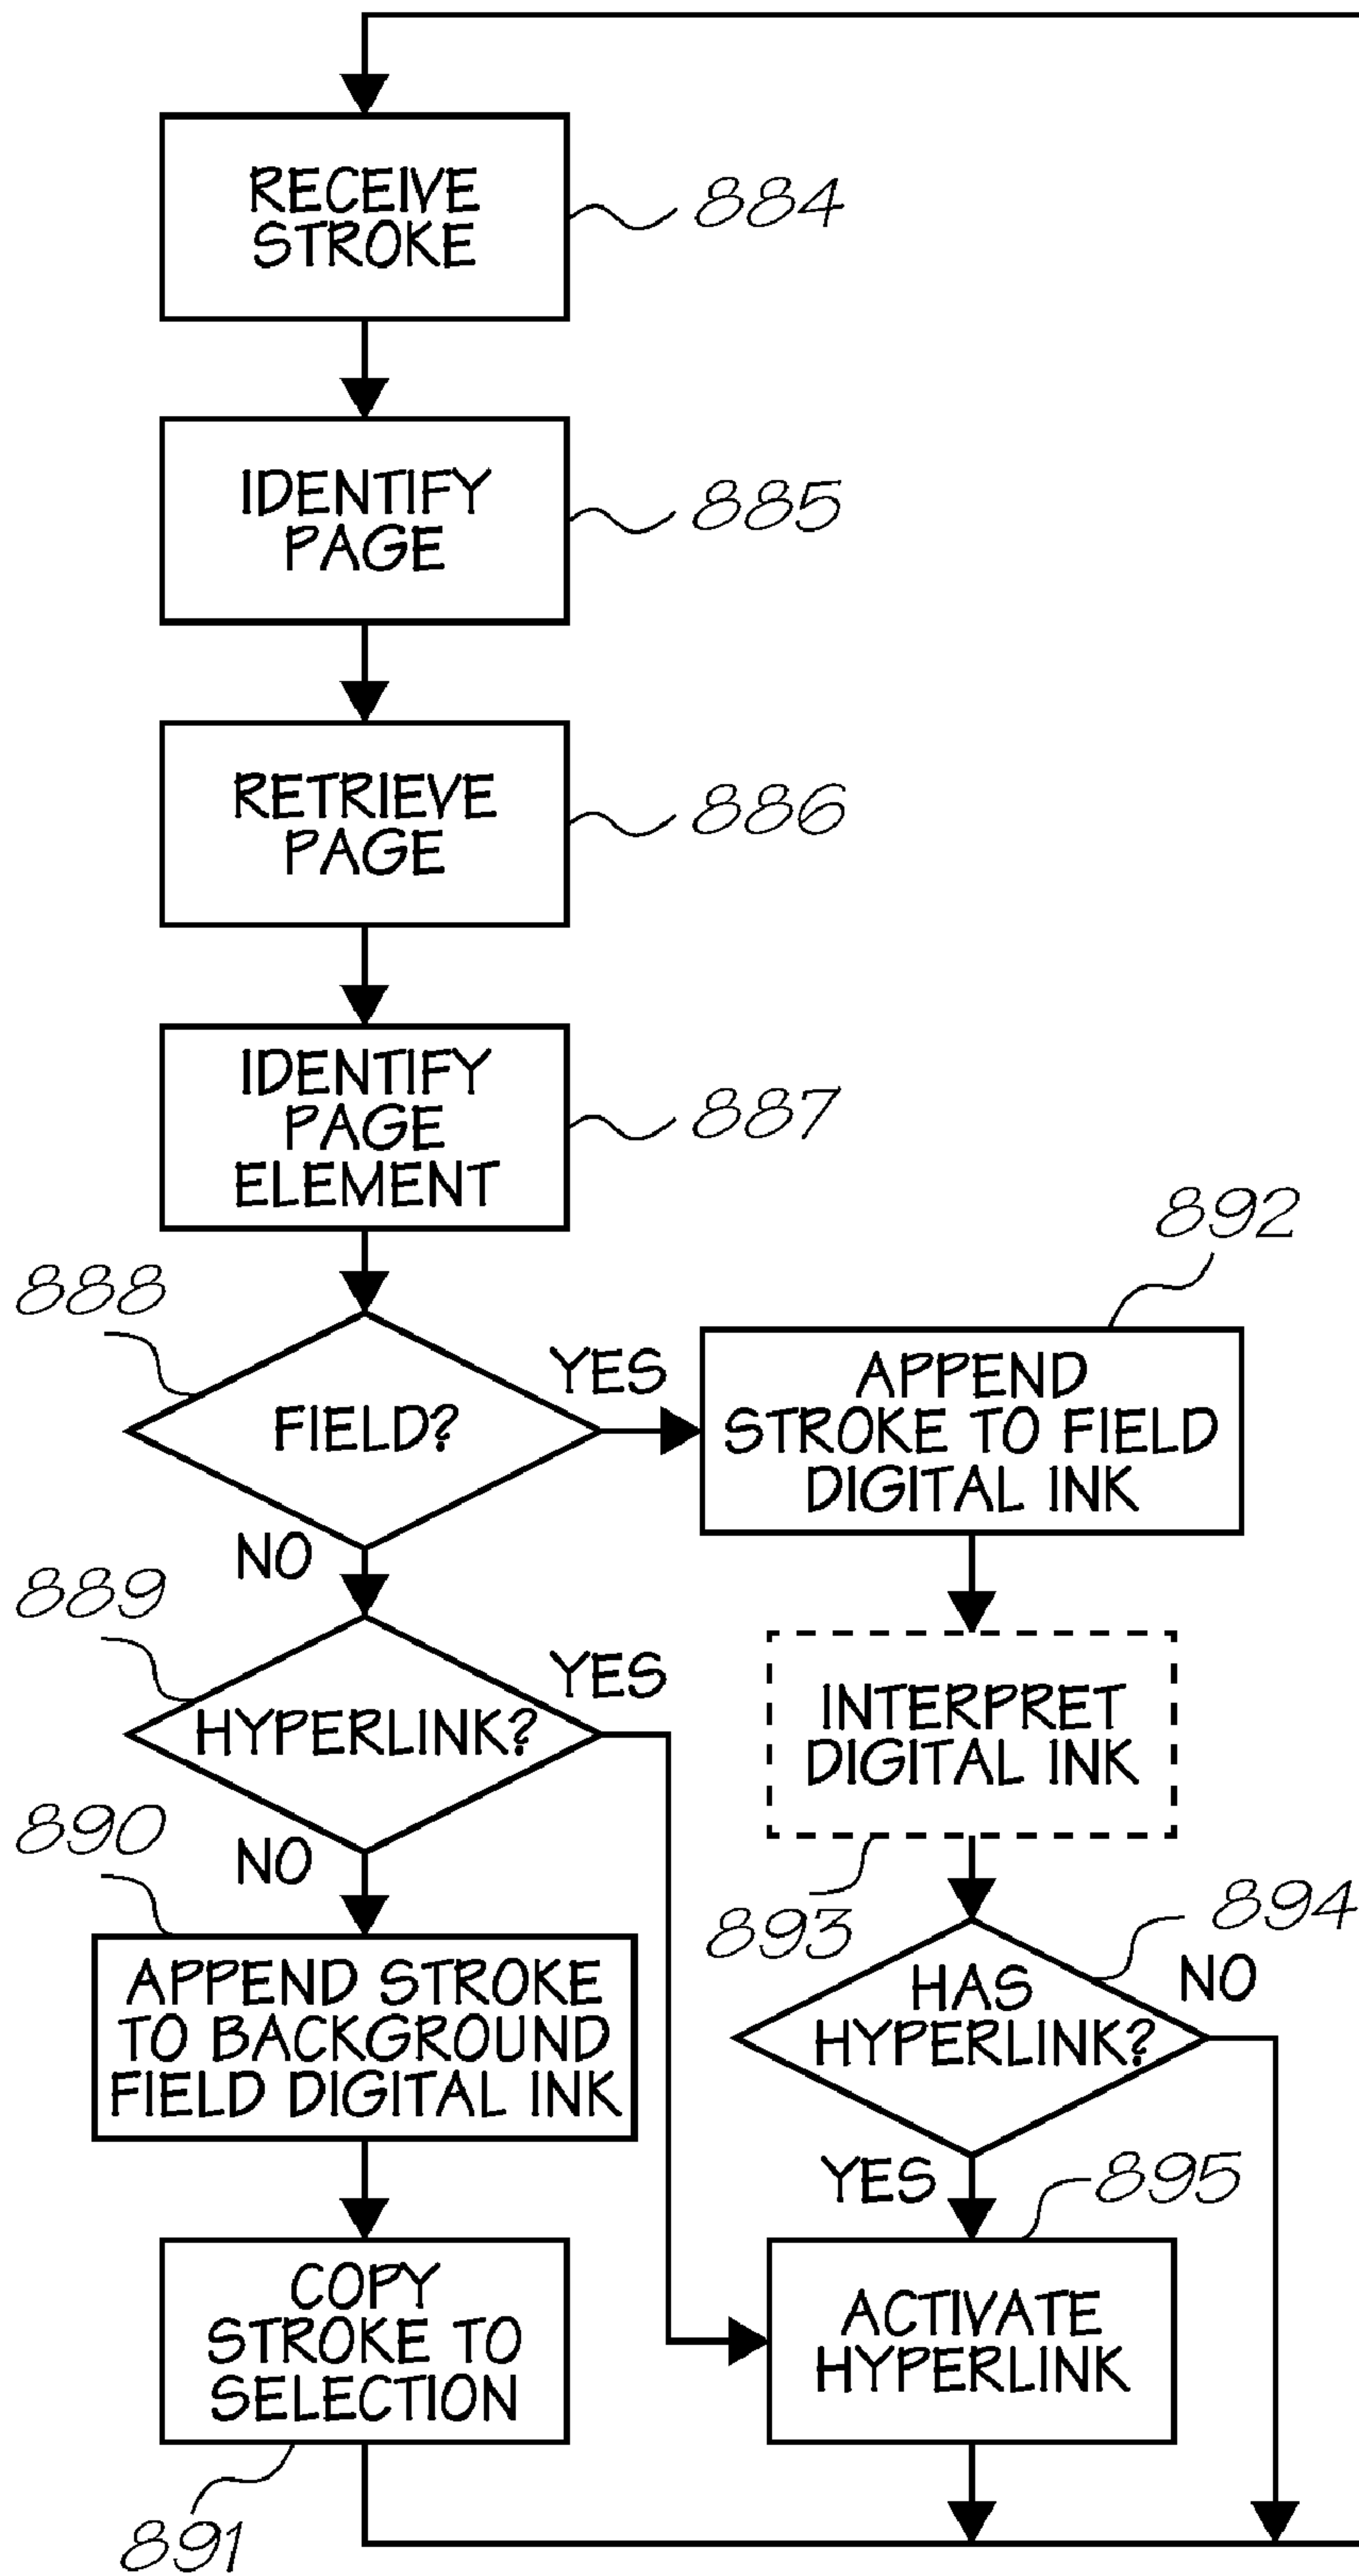 RECEIVE
STROKE
884
IDENTIFY
PAGE
885
RETRIEVE
PAGE
886
IDENTIFY
PAGE
ELEMENT
887
888
FIELD?
YES
NO
892
APPEND
STROKE TO FIELD
DIGITAL INK
889
HYPERLINK?
YES
NO
INTERPRET
DIGITAL INK
893
890
APPEND STROKE
TO BACKGROUND
FIELD DIGITAL INK
894
HAS
HYPERLINK?
NO
YES
895
COPY
STROKE TO
SELECTION
891
ACTIVATE
HYPERLINK